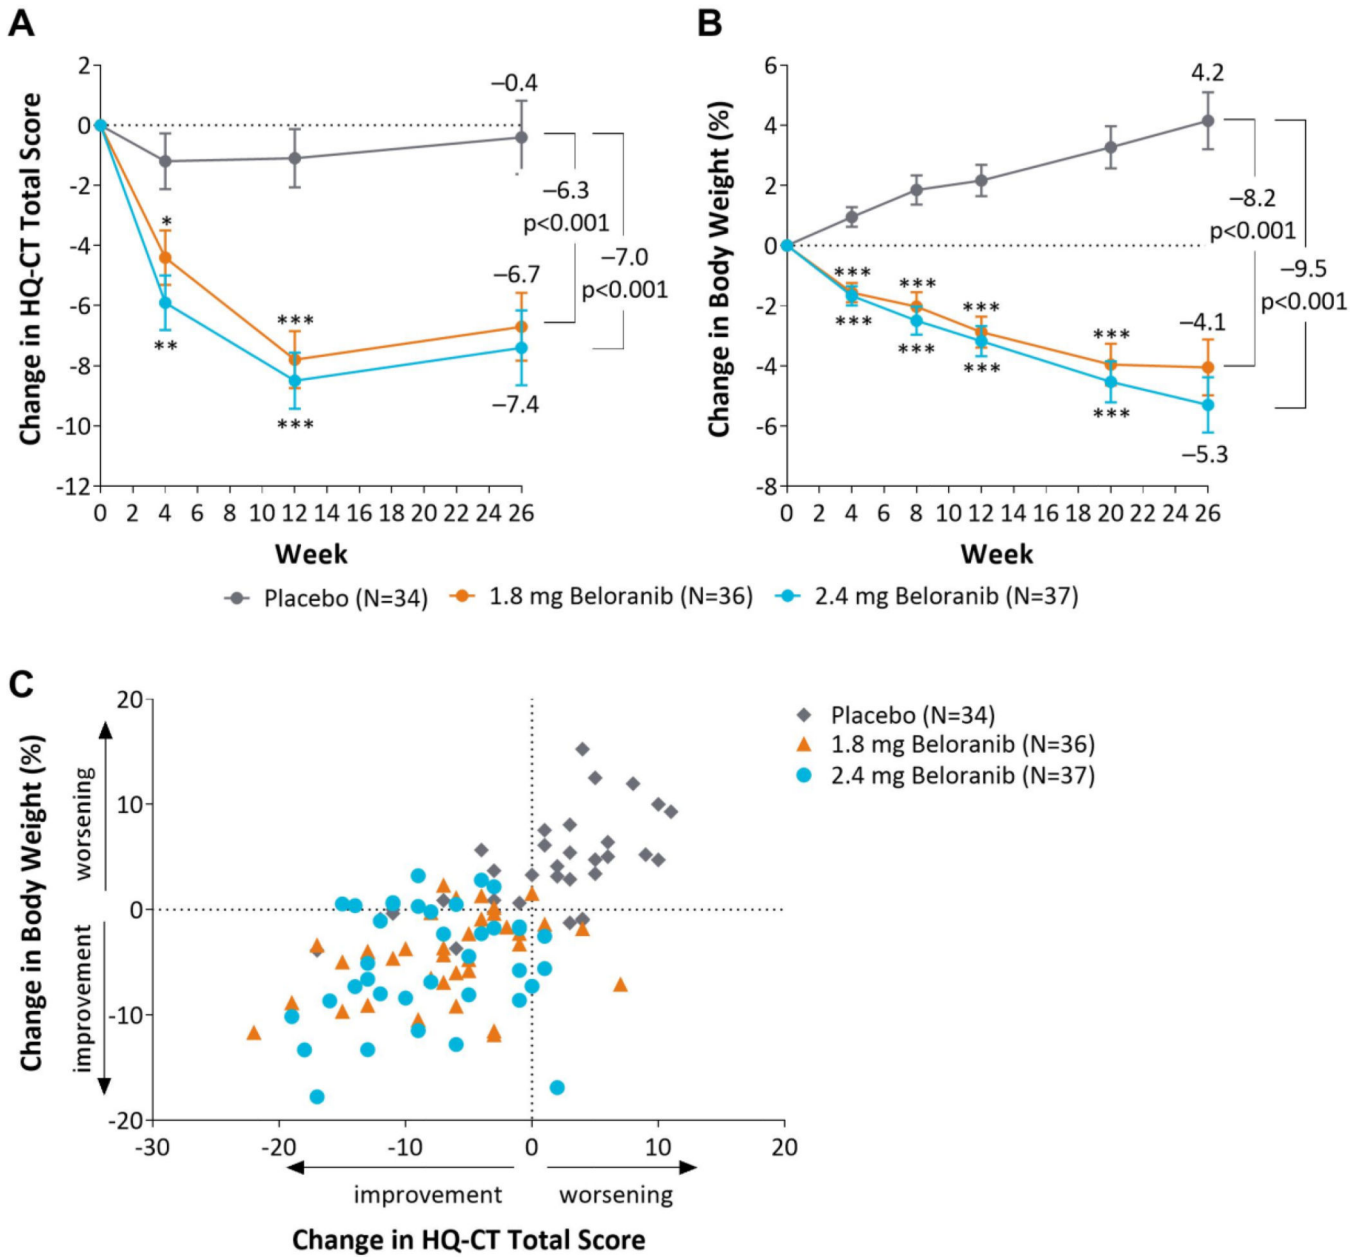 A
Change in HQ-CT Total Score
2
0
-2
-4
-6
-8
-10
-12
−0.4
*
**
***
***
−6.7
−7.4
−6.3
p<0.001
−7.0
p<0.001
0 2 4 6 8 10 12 14 16 18 20 22 24 26
Week
B
Change in Body Weight (%)
6
4
2
0
-2
-4
-6
-8
4.2
***
***
***
***
***
***
***
***
−4.1
−5.3
−8.2
p<0.001
−9.5
p<0.001
0 2 4 6 8 10 12 14 16 18 20 22 24 26
Week
Placebo (N=34) 1.8 mg Beloranib (N=36) 2.4 mg Beloranib (N=37)
C
Change in Body Weight (%)
worsening
improvement
20
10
0
-10
-20
-30 -20 -10 0 10 20
improvement worsening
Change in HQ-CT Total Score
Placebo (N=34)
1.8 mg Beloranib (N=36)
2.4 mg Beloranib (N=37)